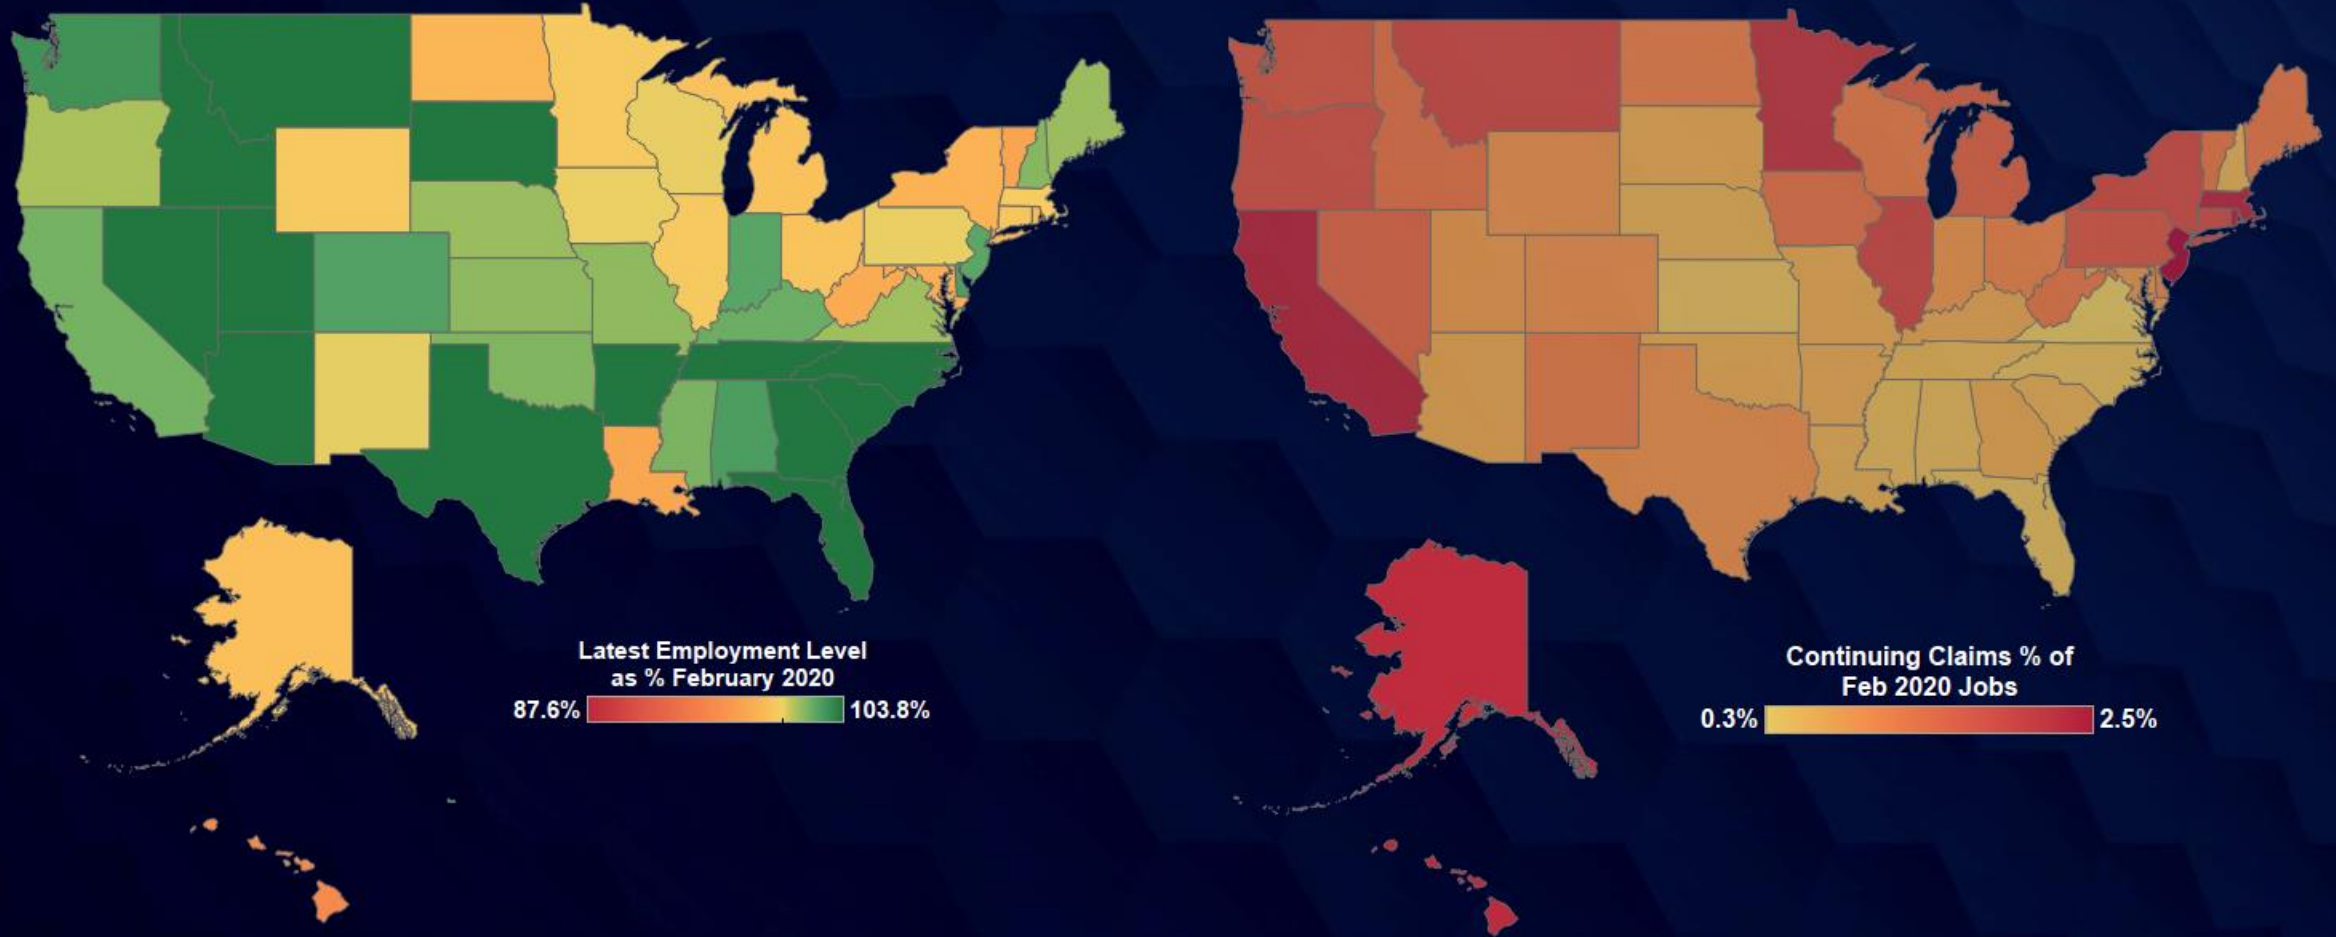 Latest Employment Level
as % February 2020
87.6% 103.8%
Continuing Claims % of
Feb 2020 Jobs
0.3% 2.5%